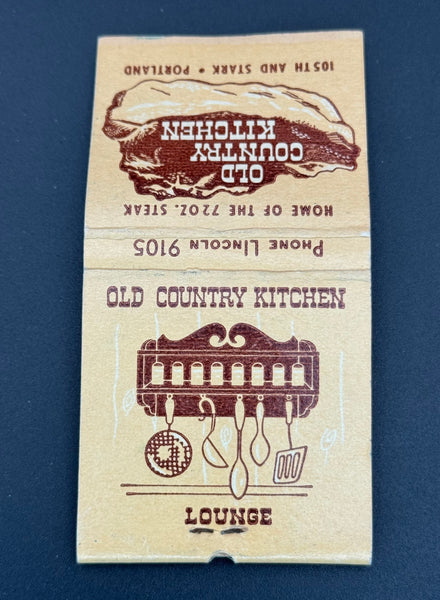 HOME OF THE 72 OZ. STEAK
OLD
COUNTRY
KITCHEN
105TH AND STARK • PORTLAND
PHONE LINCOLN 9105
OLD COUNTRY KITCHEN
LOUNGE